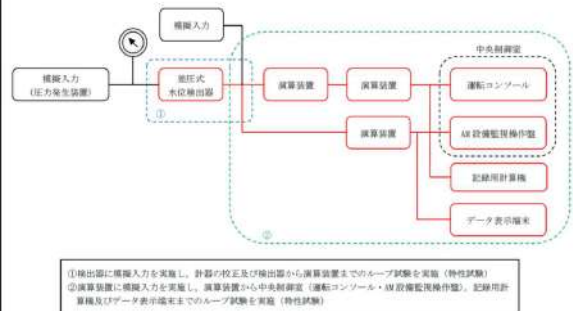 模擬入力
中央制御室
模擬入力
(圧力発生装置)
差圧式
水位検出器
演算装置
演算装置
運転コンソール
①
演算装置
AM設備監視操作盤
記録用計算機
データ表示端末
②
①検出器に模擬入力を実施し、計器の校正及び検出器から演算装置までのループ試験を実施(特性試験)
②演算装置に模擬入力を実施し、演算装置から中央制御室(運転コンソール・AM設備監視操作盤)、記録用計
算機及びデータ表示端末までのループ試験を実施(特性試験)